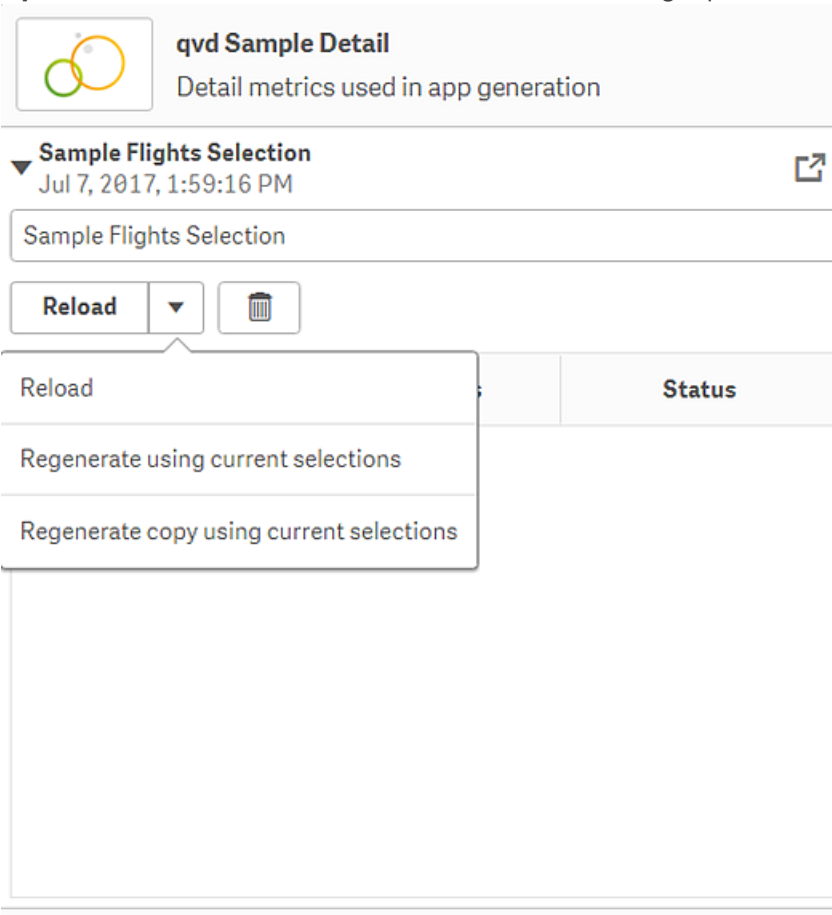 qvd Sample Detail
Detail metrics used in app generation
Sample Flights Selection
Jul 7, 2017, 1:59:16 PM
Sample Flights Selection
Reload
Reload
Status
Regenerate using current selections
Regenerate copy using current selections